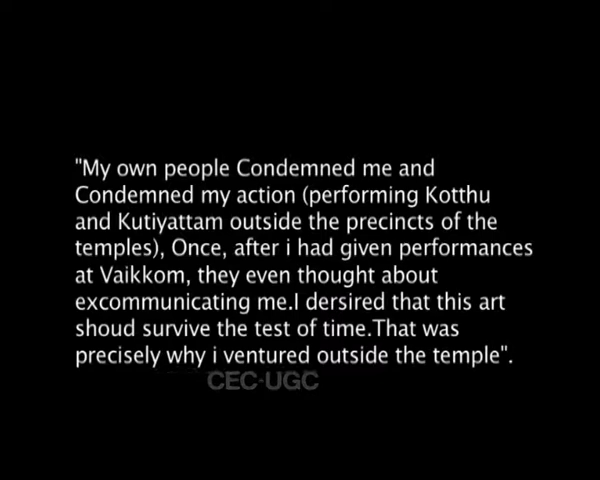 "My own people Condemned me and
Condemned my action (performing Kotthu
and Kutiyattam outside the precincts of the
temples), Once, after i had given performances
at Vaikkom, they even thought about
excommunicating me.I dersired that this art
shoud survive the test of time.That was
precisely why i ventured outside the temple".
CEC-UGC